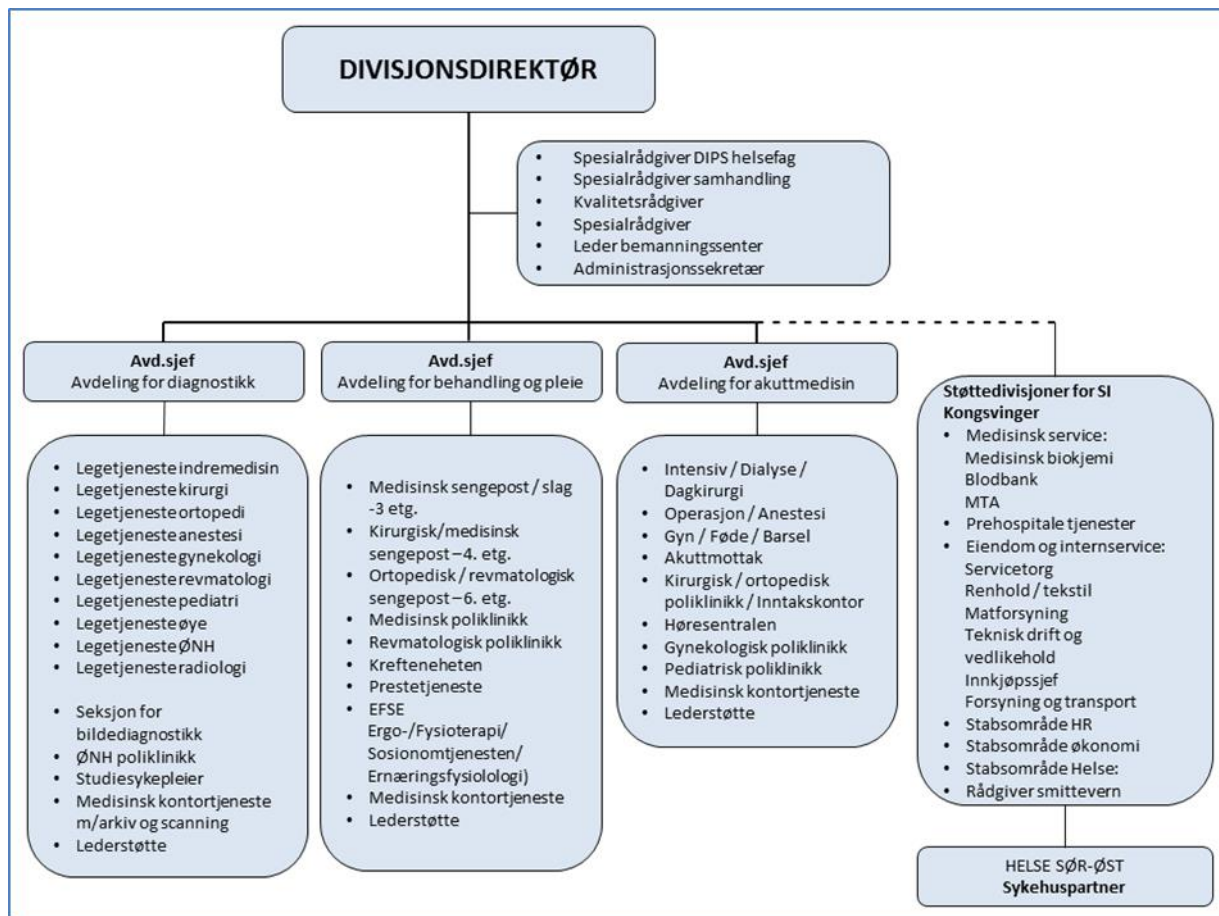 DIVISJONSDIREKTØR
• Spesialrådgiver DIPS helsefag
• Spesialrådgiver samhandling
• Kvalitetsrådgiver
• Spesialrådgiver
• Leder bemanningssenter
• Administrasjonssekretær
Avd.sjef
Avdeling for diagnostikk
• Legetjeneste indremedisin
• Legetjeneste kirurgi
• Legetjeneste ortopedi
• Legetjeneste anestesi
• Legetjeneste gynekologi
• Legetjeneste revmatologi
• Legetjeneste pediatri
• Legetjeneste øye
• Legetjeneste ØNH
• Legetjeneste radiologi
• Seksjon for
bildediagnostikk
• ØNH poliklinikk
• Studiesykepleier
• Medisinsk kontortjeneste
m/arkiv og scanning
• Lederstøtte
Avd.sjef
Avdeling for behandling og pleie
• Medisinsk sengepost / slag
-3 etg.
• Kirurgisk/medisinsk
sengepost – 4. etg.
• Ortopedisk / revmatologisk
sengepost – 6. etg.
• Medisinsk poliklinikk
• Revmatologisk poliklinikk
• Krefteneheten
• Prestetjeneste
• EFSE
Ergo-/Fysioterapi/
Sosionomtjenesten/
Ernæringsfysiologi)
• Medisinsk kontortjeneste
• Lederstøtte
Avd.sjef
Avdeling for akuttmedisin
• Intensiv / Dialyse /
Dagkirurgi
• Operasjon / Anestesi
• Gyn / Føde / Barsel
• Akuttmottak
• Kirurgisk / ortopedisk
poliklinikk / Inntakskontor
• Høresentralen
• Gynekologisk poliklinikk
• Pediatrisk poliklinikk
• Medisinsk kontortjeneste
• Lederstøtte
Støttedivisjoner for SI
Kongsvinger
• Medisinsk service:
Medisinsk biokjemi
Blodbank
MTA
• Prehospitale tjenester
• Eiendom og internservice:
Servicetorg
Renhold / tekstil
Matforsyning
Teknisk drift og
vedlikehold
Innkjøpssjef
Forsyning og transport
• Stabsområde HR
• Stabsområde økonomi
• Stabsområde Helse:
• Rådgiver smittevern
HELSE SØR-ØST
Sykehuspartner